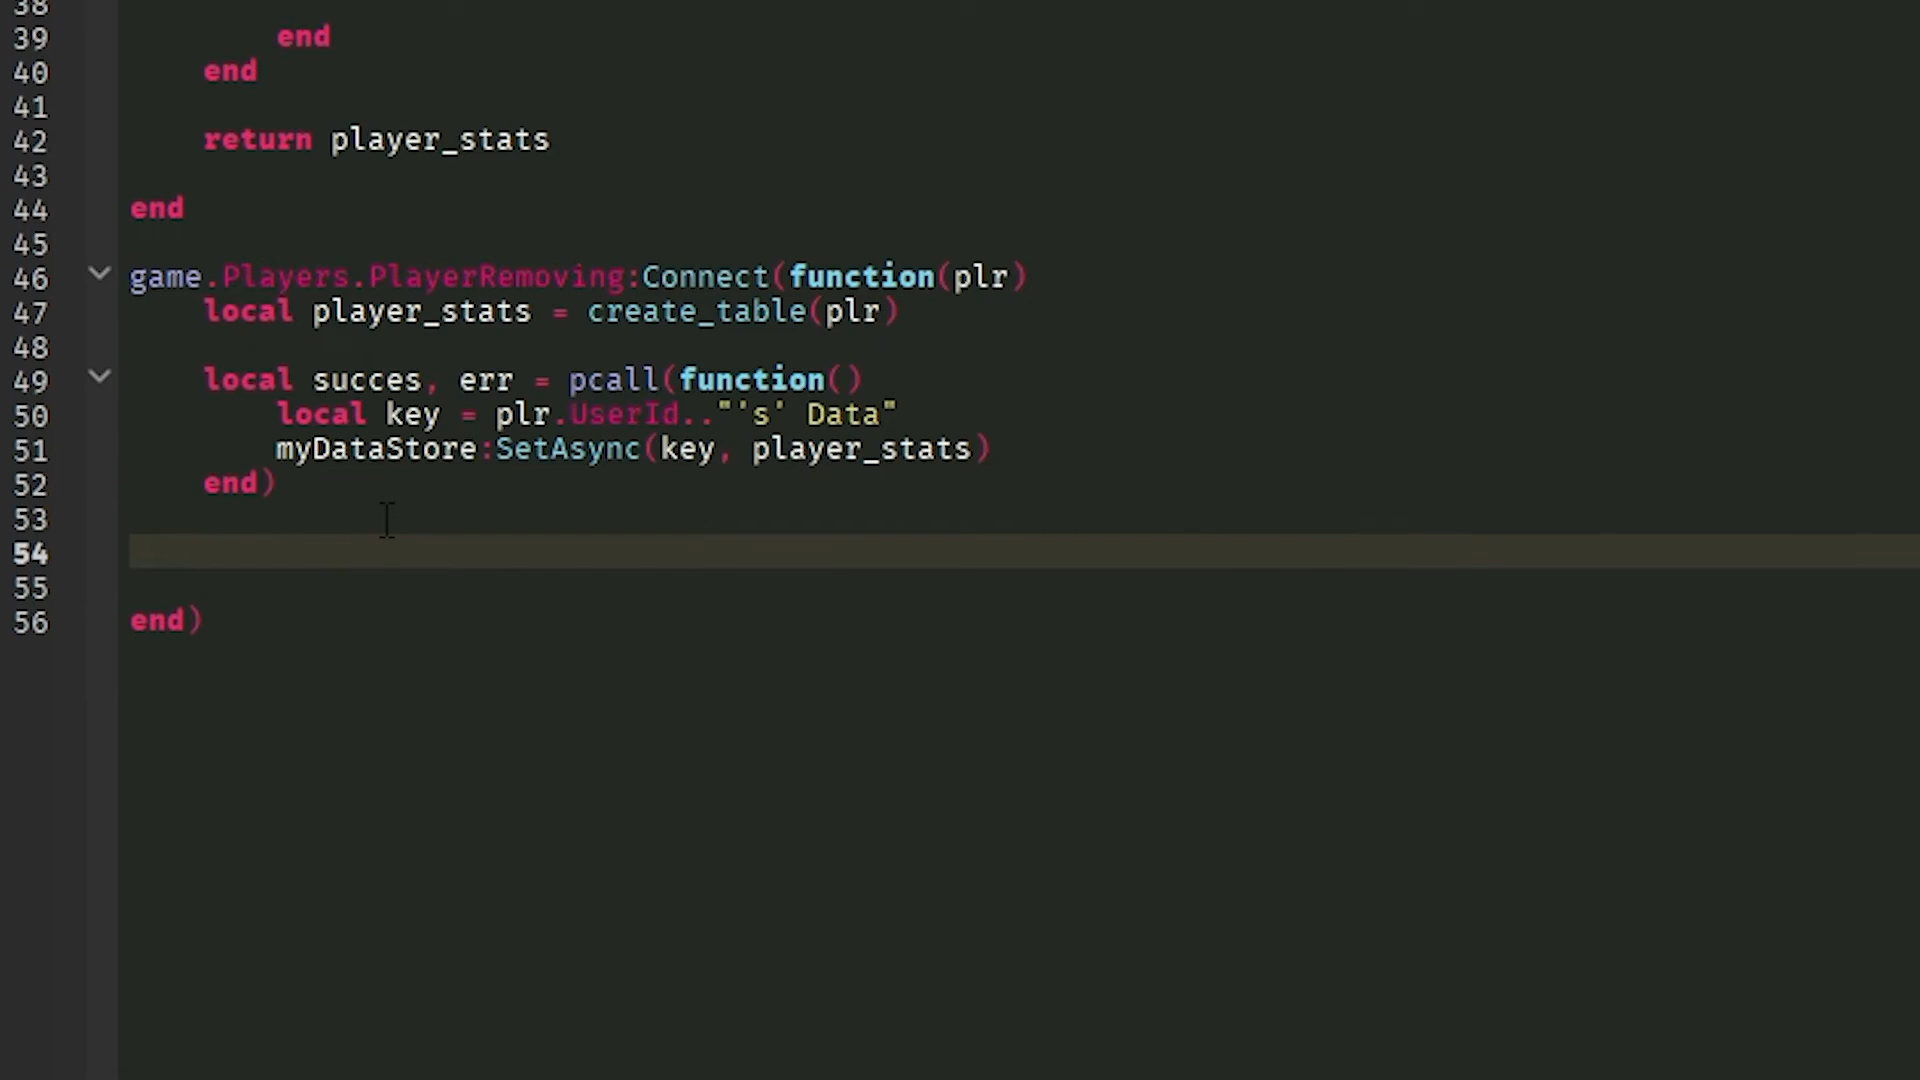 38
39 end
40 end
41
42 return player_stats
43
44 end
45
46 game.Players.PlayerRemoving:Connect(function(plr)
47 local player_stats = create_table(plr)
48
49 local succes, err = pcall(function()
50 local key = plr.UserId.."'s' Data"
51 myDataStore:SetAsync(key, player_stats)
52 end)
53
54
55
56 end)